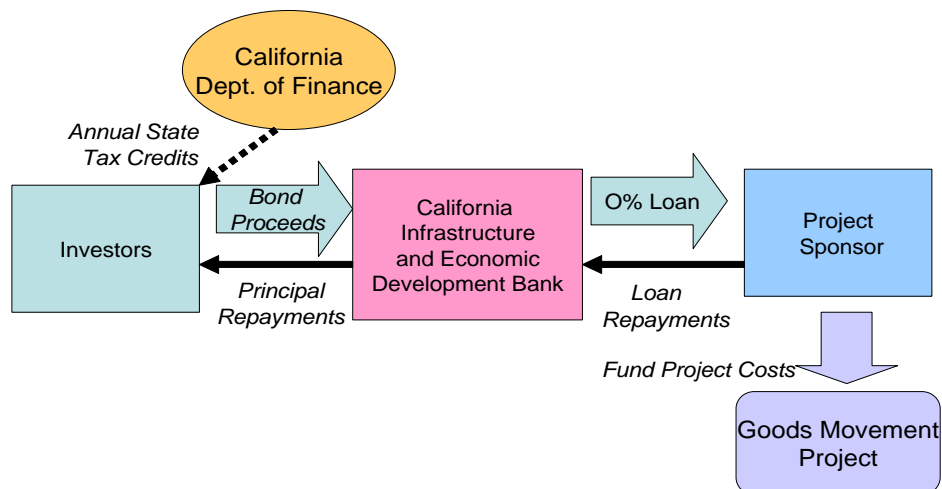 California
Dept. of Finance
Annual State
Tax Credits
Investors
Bond
Proceeds
California
Infrastructure
and Economic
Development Bank
O% Loan
Project
Sponsor
Principal
Repayments
Loan
Repayments
Fund Project Costs
Goods Movement
Project